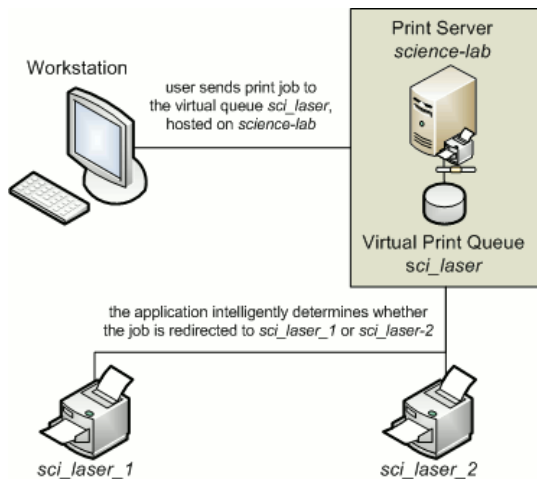 Print Server
science-lab
Workstation
user sends print job to
the virtual queue sci_laser,
hosted on science-lab
Virtual Print Queue
sci_laser
the application intelligently determines whether
the job is redirected to sci_laser_1 or sci_laser-2
sci_laser_1
sci_laser_2